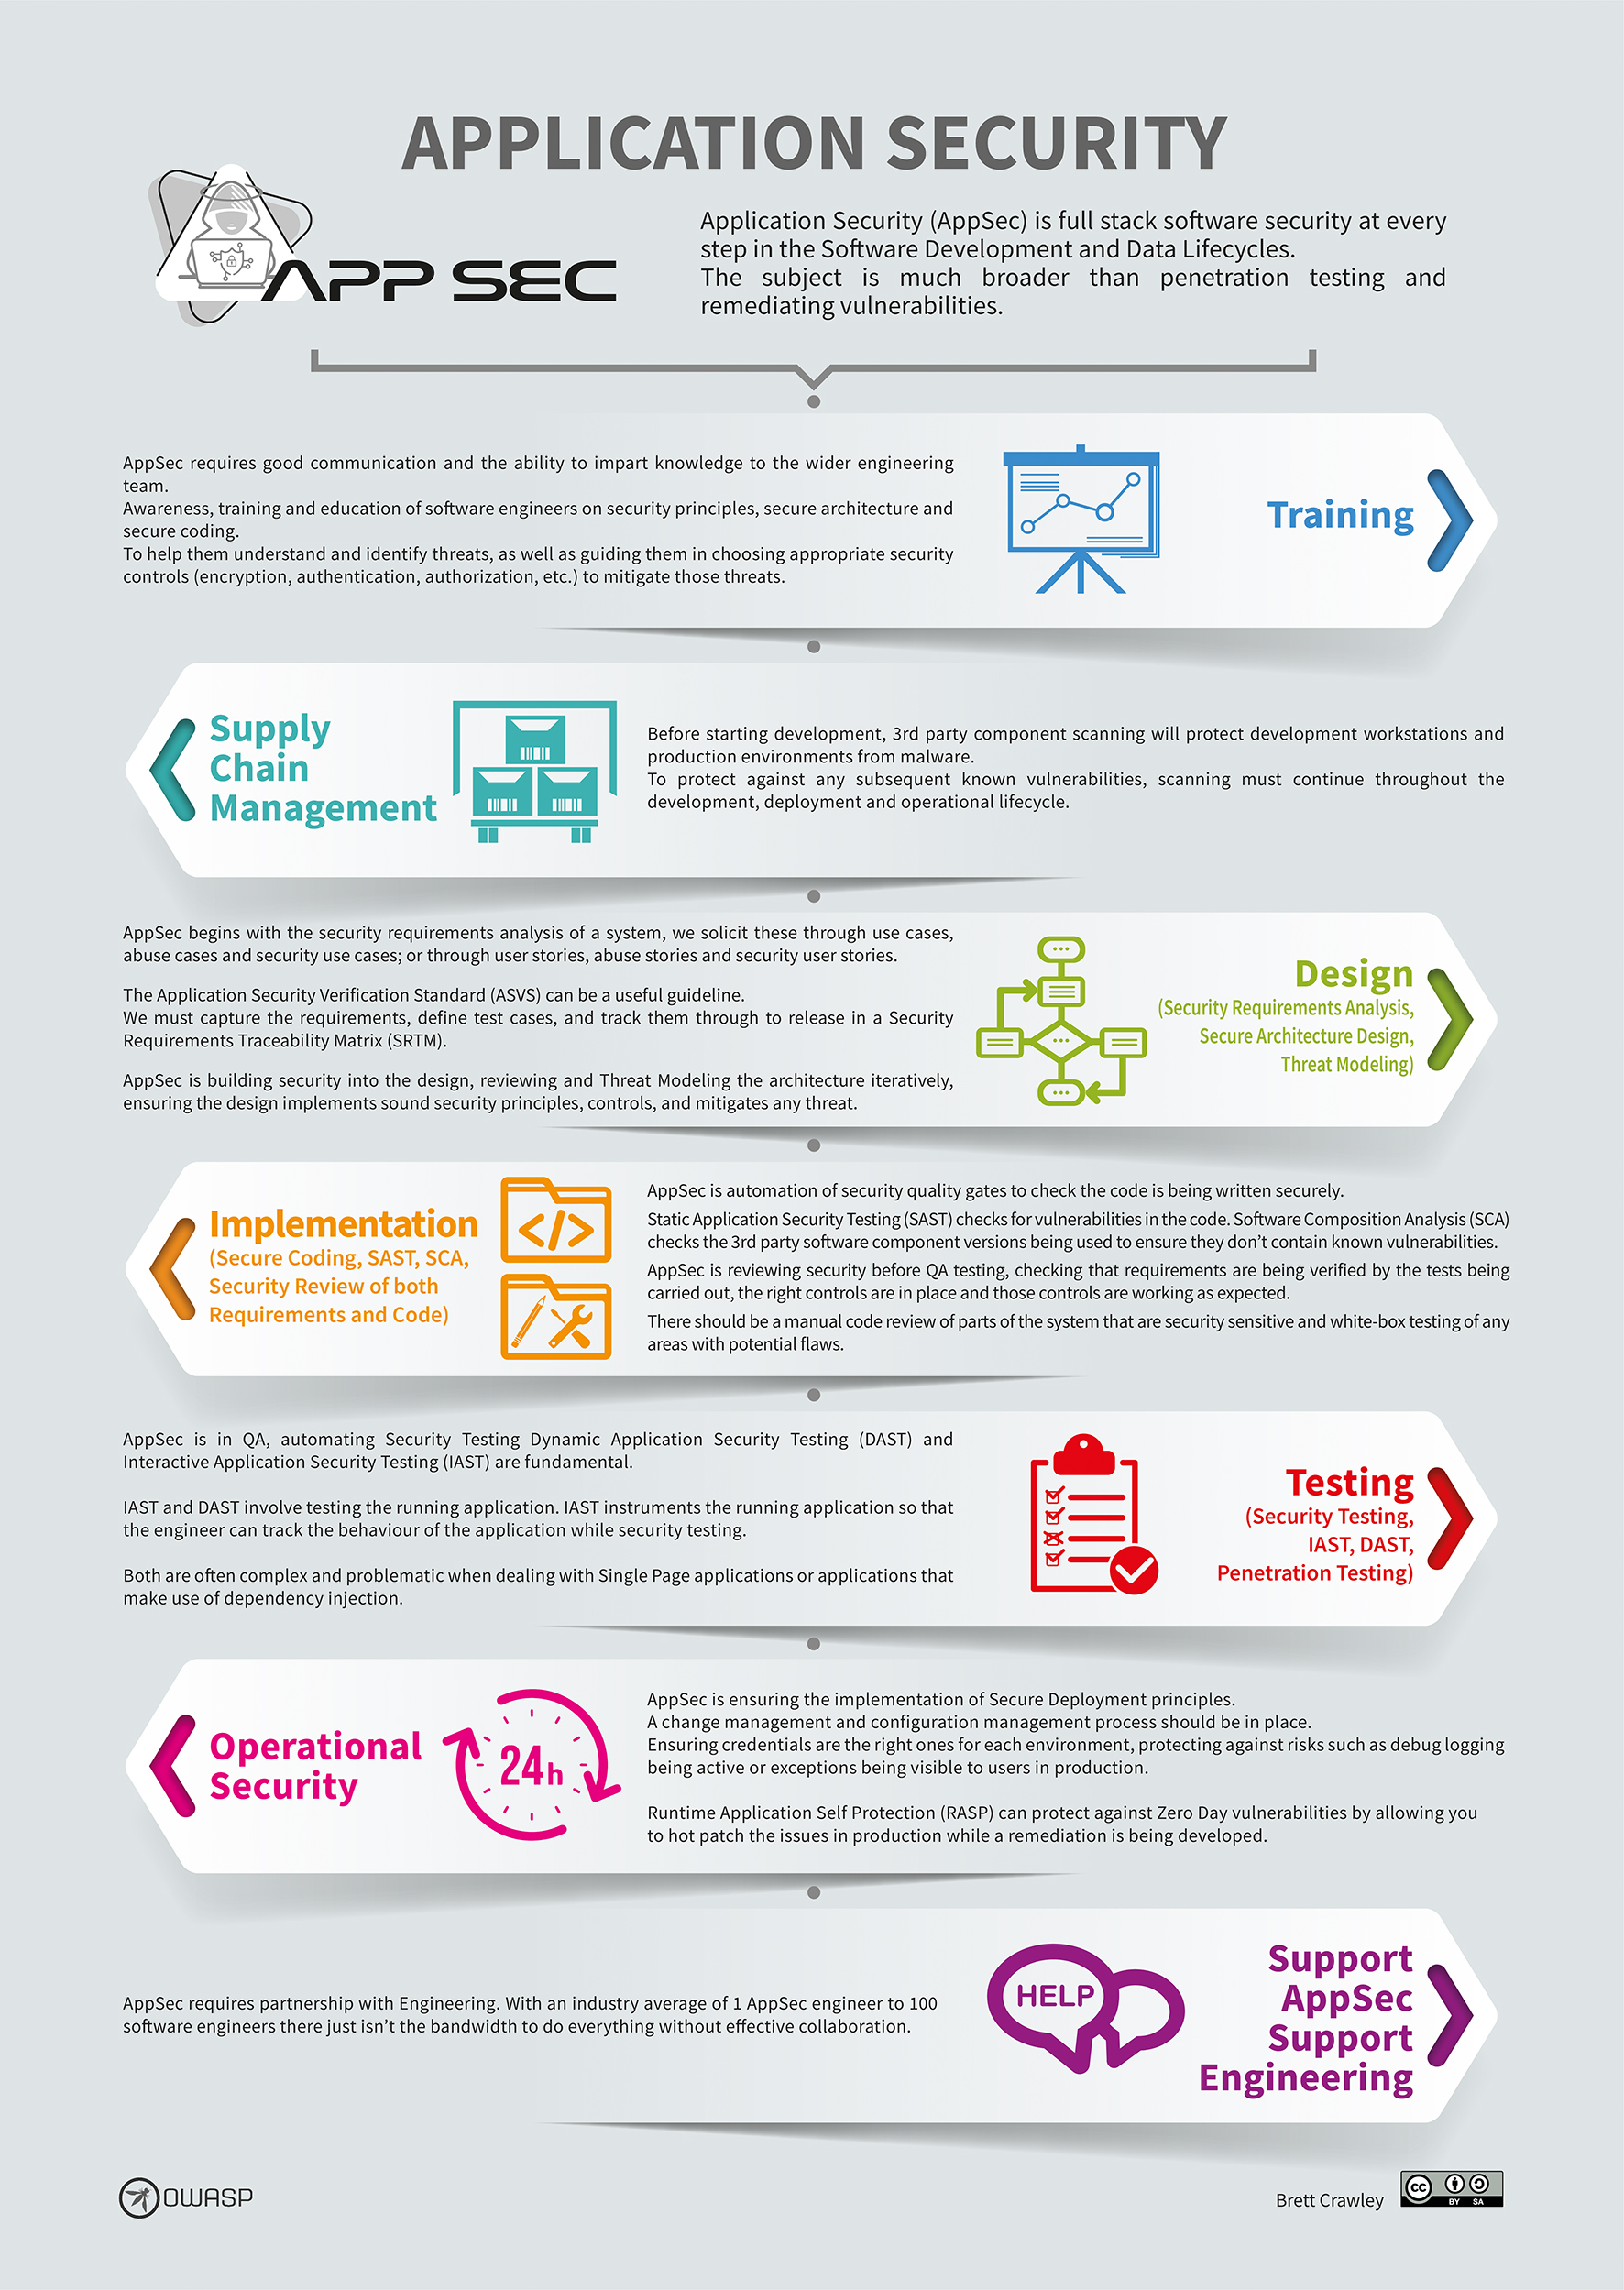 APPLICATION SECURITY
APP SEC
Application Security (AppSec) is full stack software security at every
step in the Software Development and Data Lifecycles.
The subject is much broader than penetration testing and
remediating vulnerabilities.
AppSec requires good communication and the ability to impart knowledge to the wider engineering
team.
Awareness, training and education of software engineers on security principles, secure architecture and
secure coding.
To help them understand and identify threats, as well as guiding them in choosing appropriate security
controls (encryption, authentication, authorization, etc.) to mitigate those threats.
Training
Supply
Chain
Management
Before starting development, 3rd party component scanning will protect development workstations and
production environments from malware.
To protect against any subsequent known vulnerabilities, scanning must continue throughout the
development, deployment and operational lifecycle.
AppSec begins with the security requirements analysis of a system, we solicit these through use cases,
abuse cases and security use cases; or through user stories, abuse stories and security user stories.
The Application Security Verification Standard (ASVS) can be a useful guideline.
We must capture the requirements, define test cases, and track them through to release in a Security
Requirements Traceability Matrix (SRTM).
AppSec is building security into the design, reviewing and Threat Modeling the architecture iteratively,
ensuring the design implements sound security principles, controls, and mitigates any threat.
Design
(Security Requirements Analysis,
Secure Architecture Design,
Threat Modeling)
Implementation
(Secure Coding, SAST, SCA,
Security Review of both
Requirements and Code)
AppSec is automation of security quality gates to check the code is being written securely.
Static Application Security Testing (SAST) checks for vulnerabilities in the code. Software Composition Analysis (SCA)
checks the 3rd party software component versions being used to ensure they don't contain known vulnerabilities.
AppSec is reviewing security before QA testing, checking that requirements are being verified by the tests being
carried out, the right controls are in place and those controls are working as expected.
There should be a manual code review of parts of the system that are security sensitive and white-box testing of any
areas with potential flaws.
AppSec is in QA, automating Security Testing Dynamic Application Security Testing (DAST) and
Interactive Application Security Testing (IAST) are fundamental.
IAST and DAST involve testing the running application. IAST instruments the running application so that
the engineer can track the behaviour of the application while security testing.
Both are often complex and problematic when dealing with Single Page applications or applications that
make use of dependency injection.
Testing
(Security Testing,
IAST, DAST,
Penetration Testing)
Operational
Security
24h
AppSec is ensuring the implementation of Secure Deployment principles.
A change management and configuration management process should be in place.
Ensuring credentials are the right ones for each environment, protecting against risks such as debug logging
being active or exceptions being visible to users in production.
Runtime Application Self Protection (RASP) can protect against Zero Day vulnerabilities by allowing you
to hot patch the issues in production while a remediation is being developed.
AppSec requires partnership with Engineering. With an industry average of 1 AppSec engineer to 100
software engineers there just isn't the bandwidth to do everything without effective collaboration.
HELP
Support
AppSec
Support
Engineering
OWASP
Brett Crawley
cc
BY SA